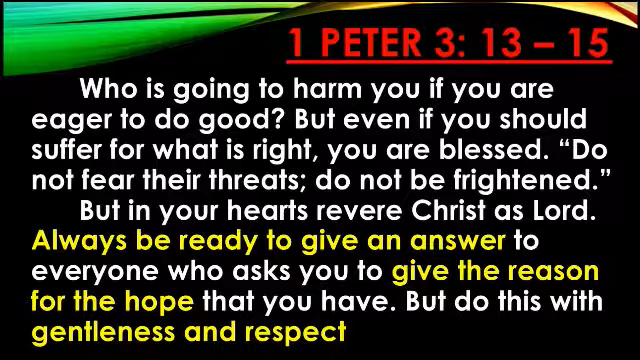 1 PETER 3: 13 – 15
Who is going to harm you if you are
eager to do good? But even if you should
suffer for what is right, you are blessed. “Do
not fear their threats; do not be frightened.”
But in your hearts revere Christ as Lord.
Always be ready to give an answer to
everyone who asks you to give the reason
for the hope that you have. But do this with
gentleness and respect